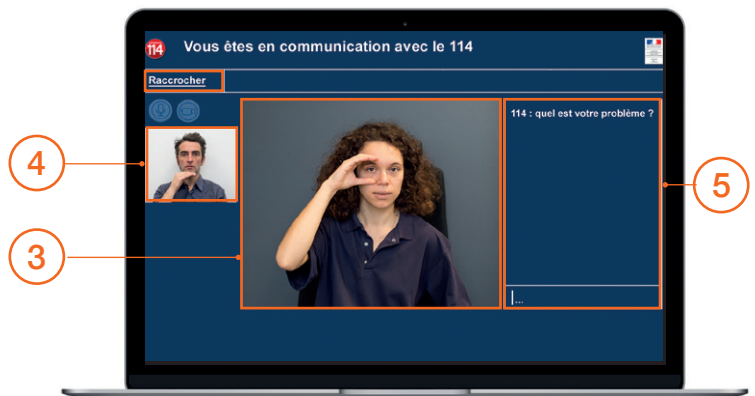 114
Vous êtes en communication avec le 114
Raccrocher
114 : quel est votre problème ?
...
4
3
5